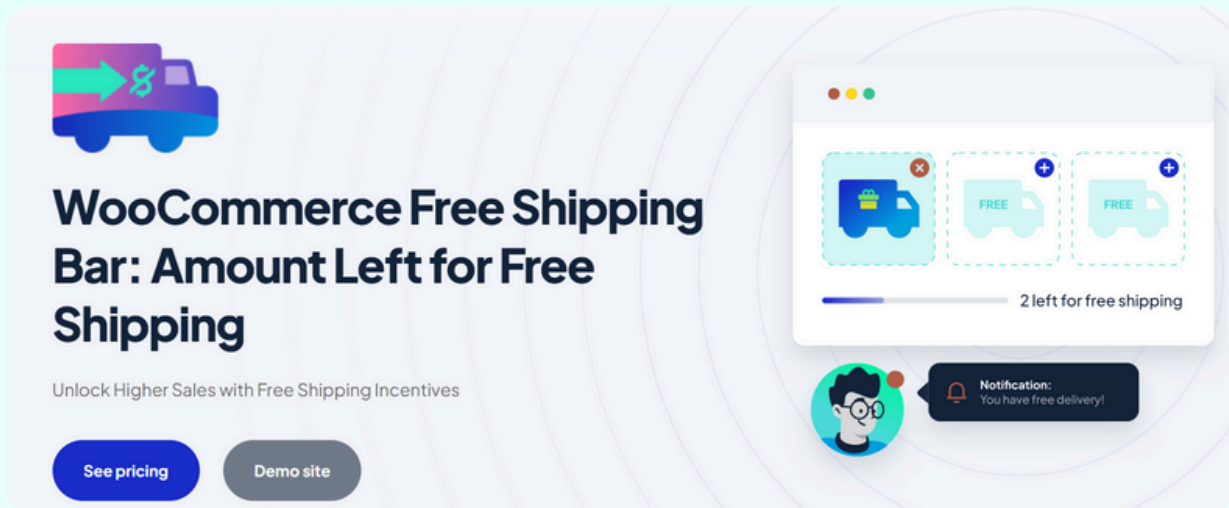 WooCommerce Free Shipping
Bar: Amount Left for Free
Shipping
Unlock Higher Sales with Free Shipping Incentives
See pricing
Demo site
FREE
FREE
2 left for free shipping
Notification:
You have free delivery!